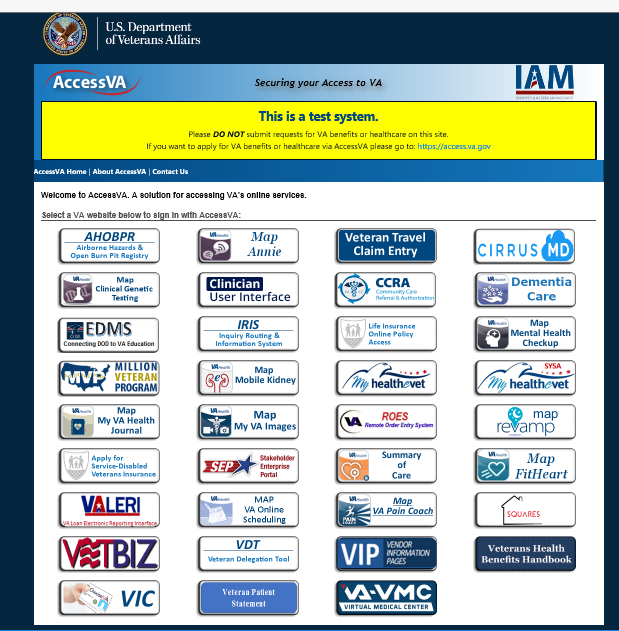 U.S. Department
of Veterans Affairs
AccessVA
Securing your Access to VA
IAM
IDENTITY & ACCESS MANAGEMENT
This is a test system.
Please DO NOT submit requests for VA benefits or healthcare on this site.
If you want to apply for VA benefits or healthcare via AccessVA please go to: https://access.va.gov
AccessVA Home | About AccessVA | Contact Us
Welcome to AccessVA. A solution for accessing VA's online services.
Select a VA website below to sign in with AccessVA:
AHOBPR
Airborne Hazards &
Open Burn Pit Registry
Map
Annie
Veteran Travel
Claim Entry
CIRRUS MD
Map
Clinical Genetic
Testing
Clinician
User Interface
CCRA
Community Care
Referral & Authorization
Dementia
Care
EDMS
Connecting DOD to VA Education
IRIS
Inquiry Routing &
Information System
Life Insurance
Online Policy
Access
Map
Mental Health
Checkup
MVP
MILLION
VETERAN
PROGRAM
Map
Mobile Kidney
My healthevet
SYSA
My healthevet
Map
My VA Health
Journal
Map
My VA Images
VA
ROES
Remote Order Entry System
map
revamp
Apply for
Service-Disabled
Veterans Insurance
SEP
Stakeholder
Enterprise
Portal
Summary
of
Care
Map
FitHeart
VALERI
VA Loan Electronic Reporting Interface
MAP
VA Online
Scheduling
PAIN
COACH
Map
VA Pain Coach
SQUARES
VETBIZ
VDT
Veteran Delegation Tool
VIP
VENDOR
INFORMATION
PAGES
Veterans Health
Benefits Handbook
VIC
Veteran Patient
Statement
VA-VMC
VIRTUAL MEDICAL CENTER